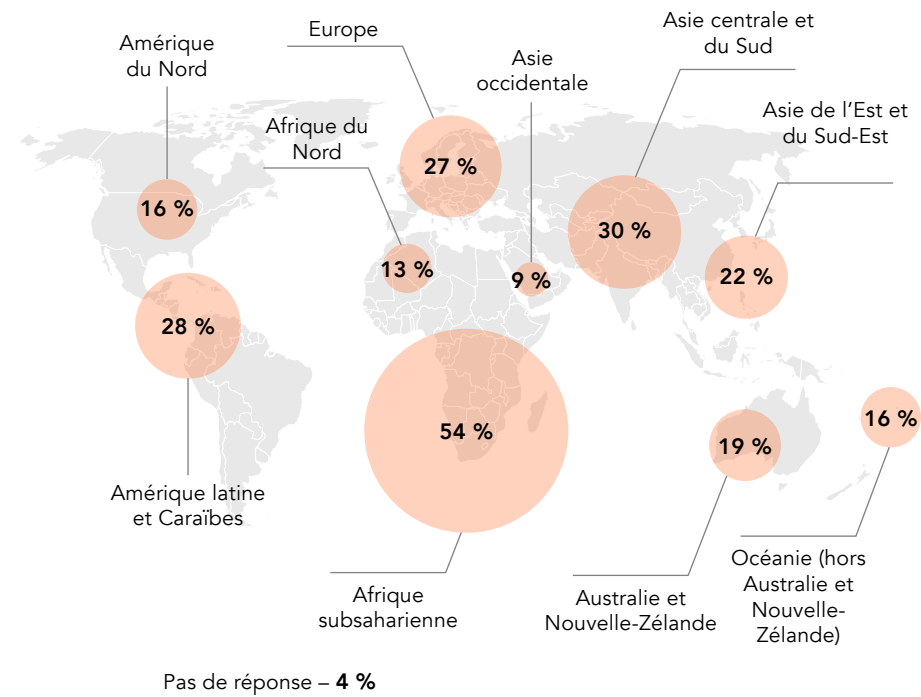 Amérique
du Nord
16 %
Europe
27 %
Asie centrale et
du Sud
30 %
Asie
occidentale
9 %
Asie de l'Est et
du Sud-Est
22 %
Afrique du
Nord
13 %
28 %
Amérique latine
et Caraïbes
54 %
Afrique
subsaharienne
19 %
Australie et
Nouvelle-Zélande
16 %
Océanie (hors
Australie et
Nouvelle-
Zélande)
Pas de réponse – 4 %